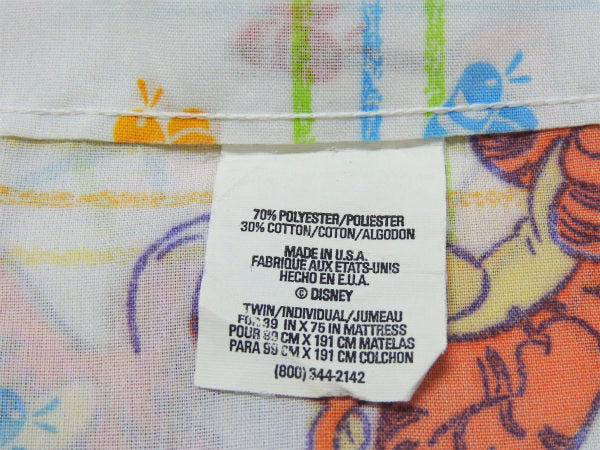 70% POLYESTER/POLIESTER
30% COTTON/COTON/ALGODON
MADE IN U.S.A.
FABRIQUE AUX ETATS-UNIS
HECHO EN E.U.A.
© DISNEY
TWIN/INDIVIDUAL/JUMEAU
FOR 39 IN X 75 IN MATTRESS
POUR 99 CM X 191 CM MATELAS
PARA 99 CM X 191 CM COLCHON
(800) 344-2142